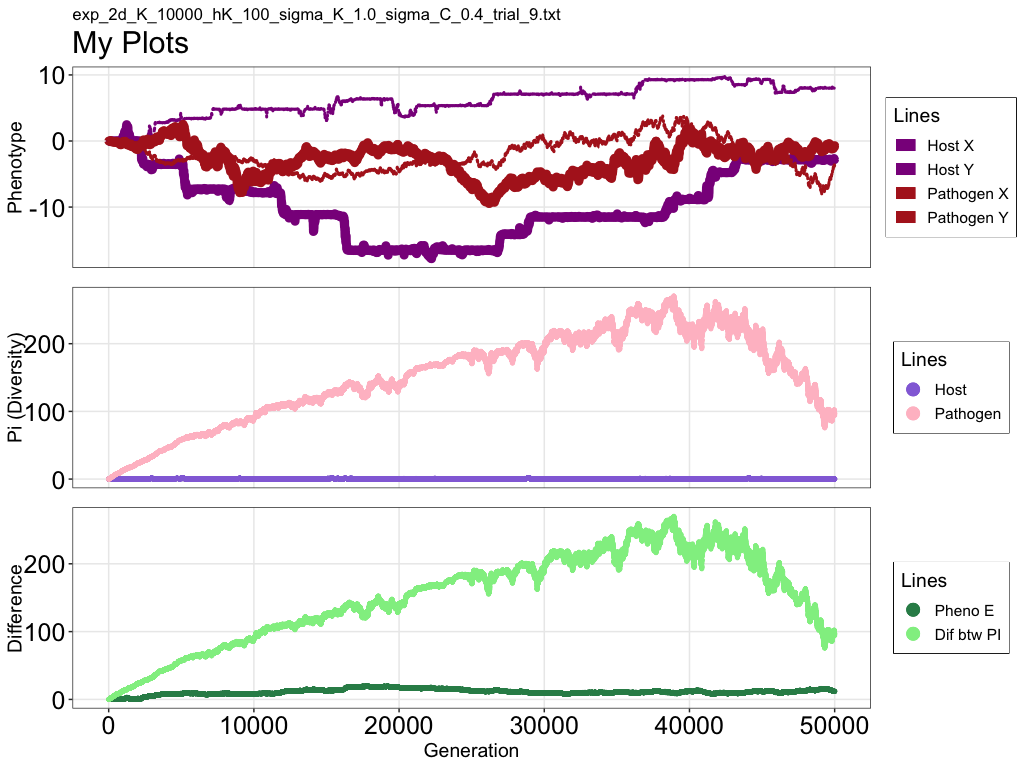 exp_2d_K_10000_hK_100_sigma_K_1.0_sigma_C_0.4_trial_9.txt
My Plots
Phenotype
10
0
-10
Lines
Host X
Host Y
Pathogen X
Pathogen Y
Pi (Diversity)
200
100
0
Lines
Host
Pathogen
Difference
200
100
0
Lines
Pheno E
Dif btw PI
0 10000 20000 30000 40000 50000
Generation